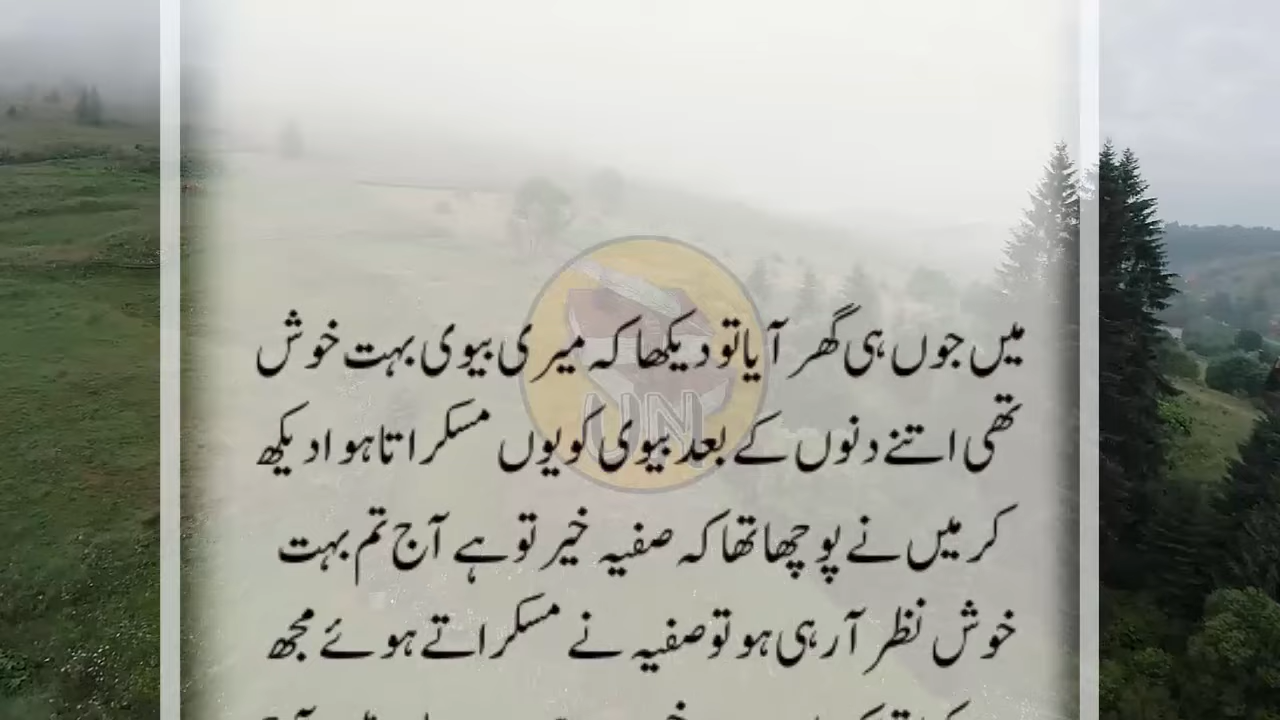 میں جوں ہی گھر آیا تو دیکھا کہ میری بیوی بہت خوش
تھی اتنے دنوں کے بعد بیوی کو یوں مسکراتا ہوا دیکھ
کر میں نے پوچھا تھا کہ صفیہ خیر تو ہے آج تم بہت
خوش نظر آرہی ہو تو صفیہ نے مسکراتے ہوئے مجھ
UN